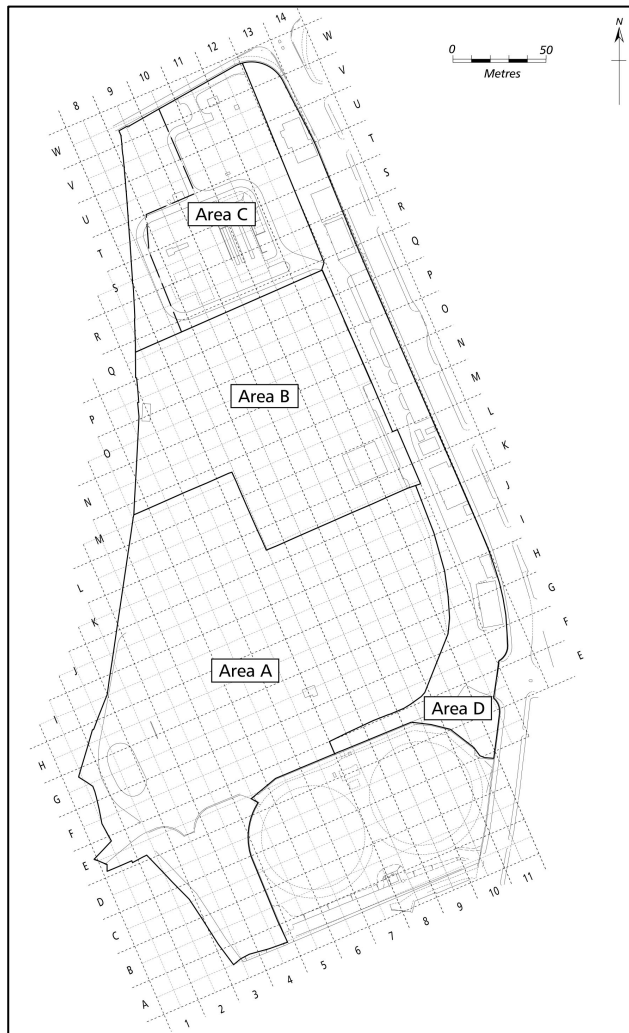 8 9 10 11 12 13 14
N
0 50
Metres
W
V
U
T
S
R
Q
P
O
N
M
L
K
J
I
H
G
F
E
W
V
U
T
S
R
Q
P
O
N
M
L
K
J
I
H
G
F
E
D
C
B
A
Area C
Area B
Area A
Area D
1 2 3 4 5 6 7 8 9 10 11